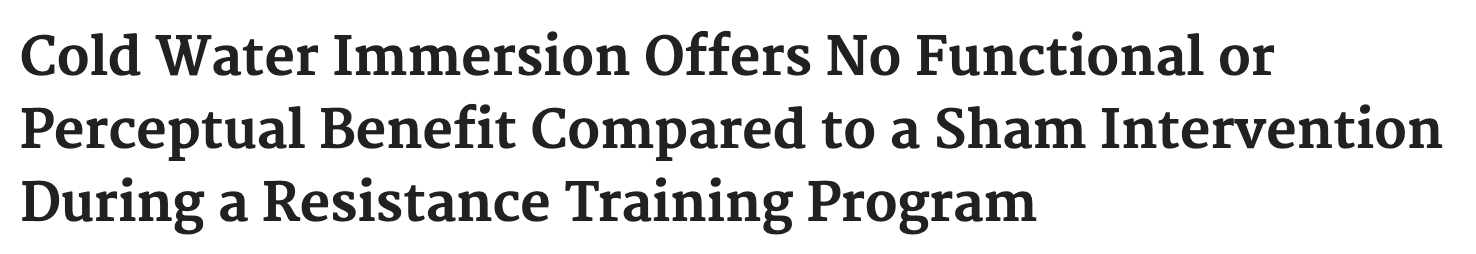 Cold Water Immersion Offers No Functional or
Perceptual Benefit Compared to a Sham Intervention
During a Resistance Training Program